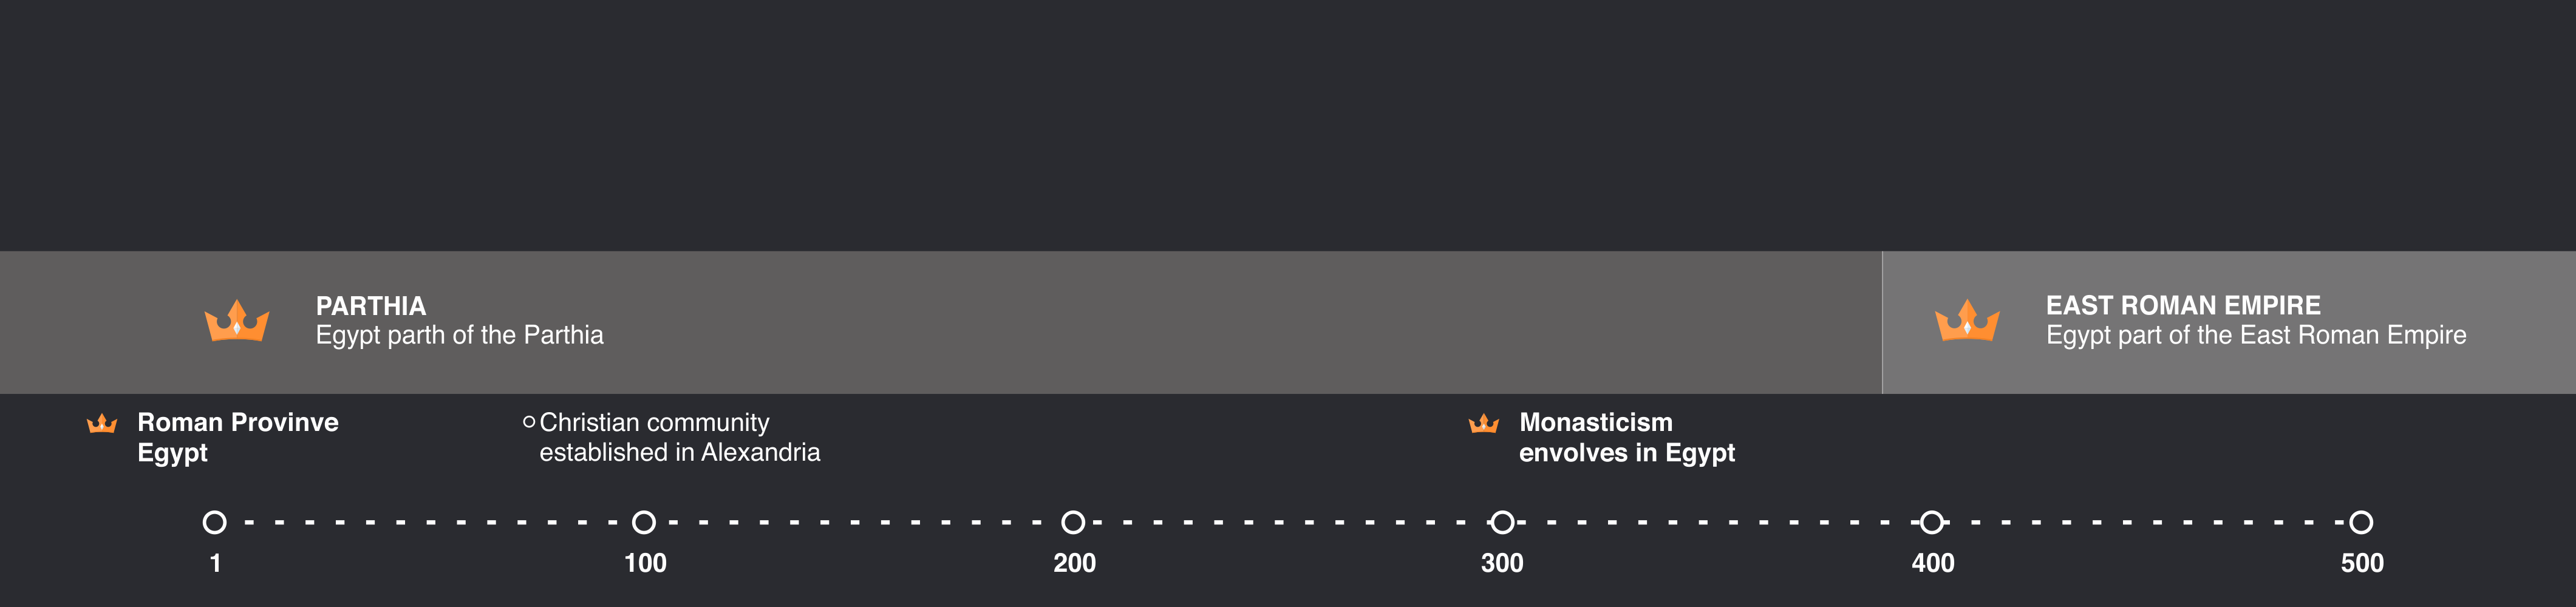 PARTHIA
Egypt parth of the Parthia
EAST ROMAN EMPIRE
Egypt part of the East Roman Empire
Roman Provinve
Egypt
Christian community
established in Alexandria
Monasticism
envolves in Egypt
1
100
200
300
400
500